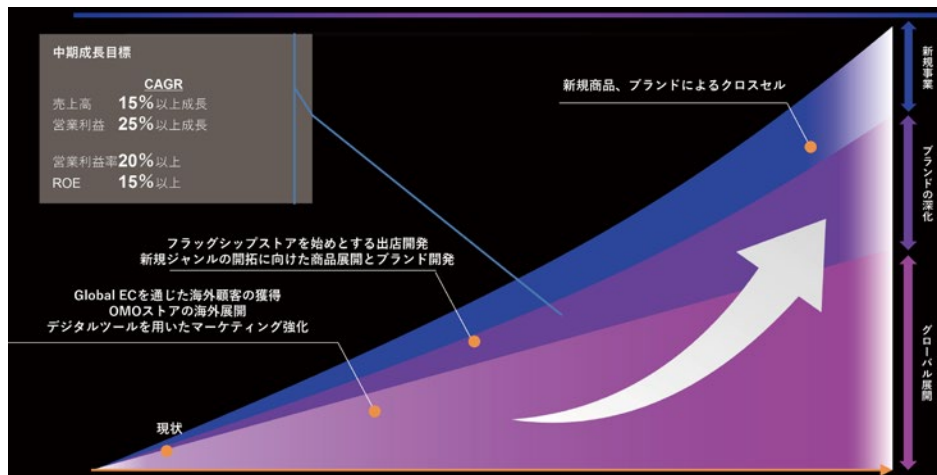 中期成長目標
CAGR
売上高 15%以上成長
営業利益 25%以上成長
営業利益率20%以上
ROE 15%以上
新規商品、ブランドによるクロスセル
フラッグシップストアを始めとする出店開発
新規ジャンルの開拓に向けた商品展開とブランド開発
Global ECを通じた海外顧客の獲得
OMOストアの海外展開
デジタルツールを用いたマーケティング強化
現状
新規事業
ブランドの深化
グローバル展開